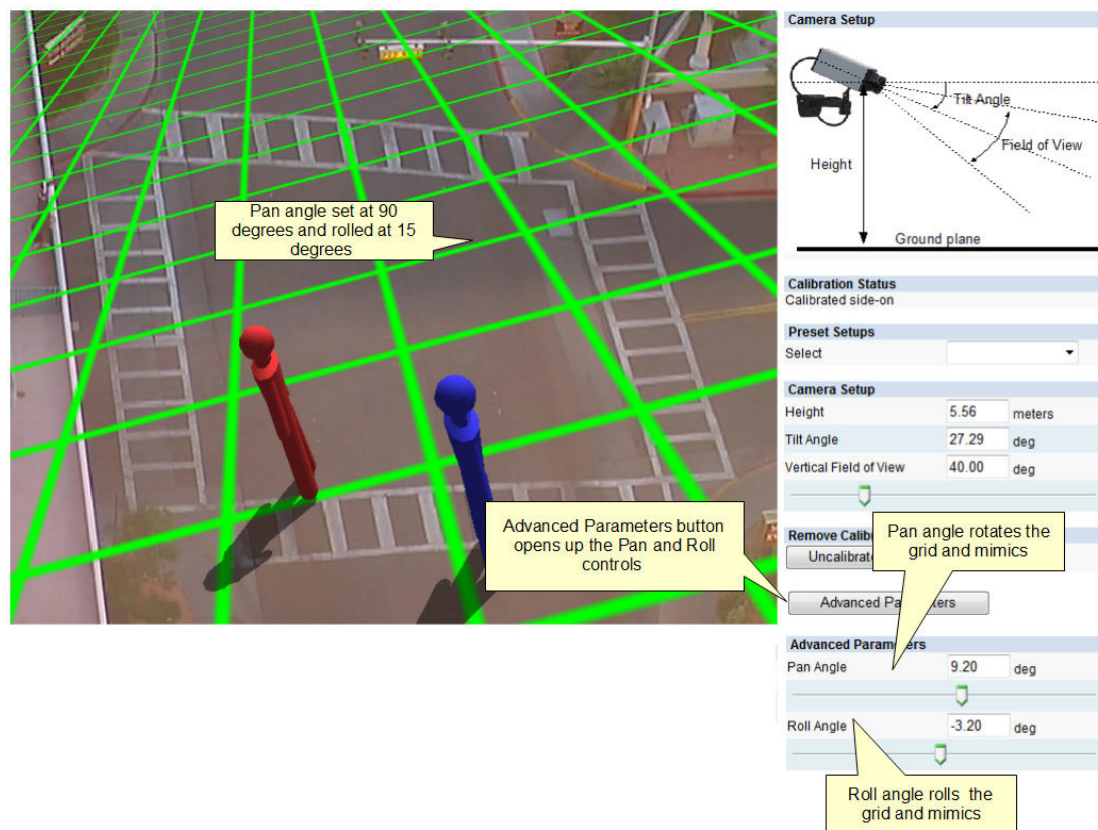 Camera Setup
Tilt Angle
Field of View
Height
Ground plane
Pan angle set at 90
degrees and rolled at 15
degrees
Calibration Status
Calibrated side-on
Preset Setups
Select
Camera Setup
Height 5.56 meters
Tilt Angle 27.29 deg
Vertical Field of View 40.00 deg
Advanced Parameters button
opens up the Pan and Roll
controls
Pan angle rotates the
grid and mimics
Remove
Advanced
Advanced Parameters
Pan Angle 9.20 deg
Roll Angle -3.20 deg
Roll angle rolls the
grid and mimics